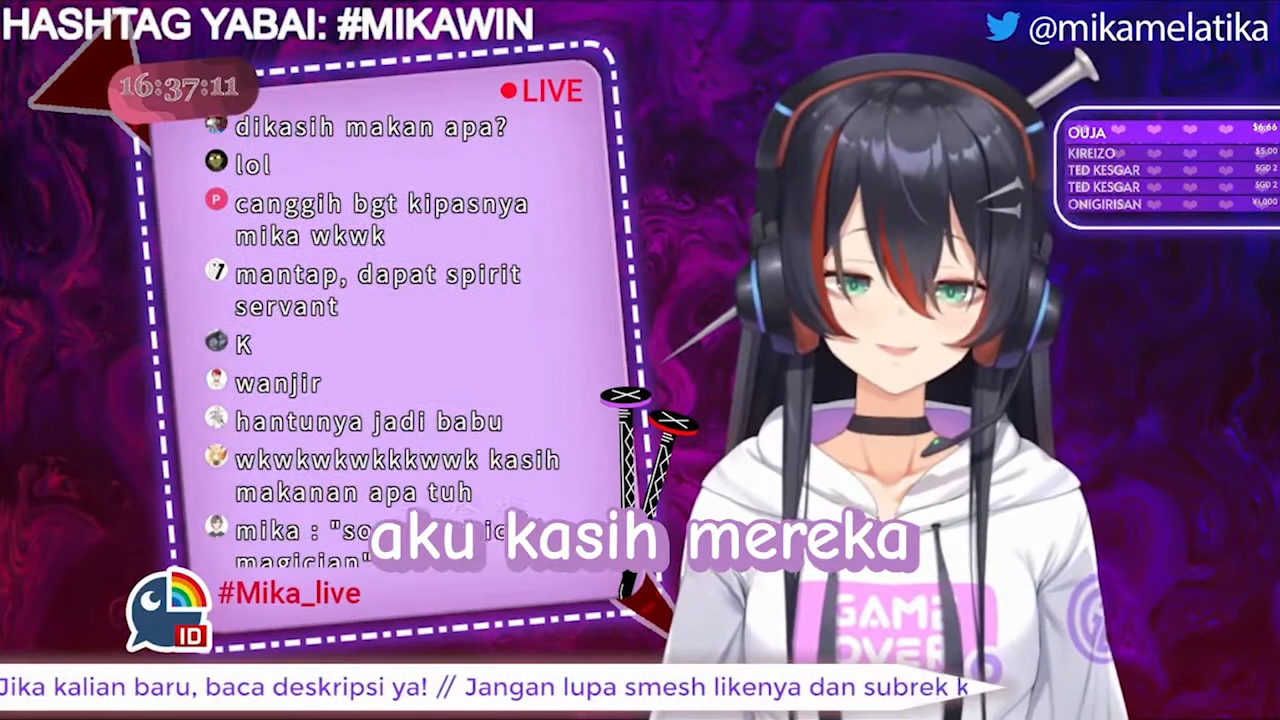 HASHTAG YABAI: #MIKAWIN
@mikamelatika
16:37:11
LIVE
dikasih makan apa?
lol
P
canggih bgt kipasnya
mika wkwk
7
mantap, dapat spirit
servant
K
wanjir
hantunya jadi babu
wkwkwkwkkkwwk kasih
makanan apa tuh
mika :
magician"
aku kasih mereka
#Mika_live
ID
OUJA $6.66
KIREIZO $5.00
TED KESGAR SGD 2
TED KESGAR SGD 2
ONIGIRISAN ¥1,000
GAME
OVER
Jika kalian baru, baca deskripsi ya! // Jangan lupa smesh likenya dan subrek k